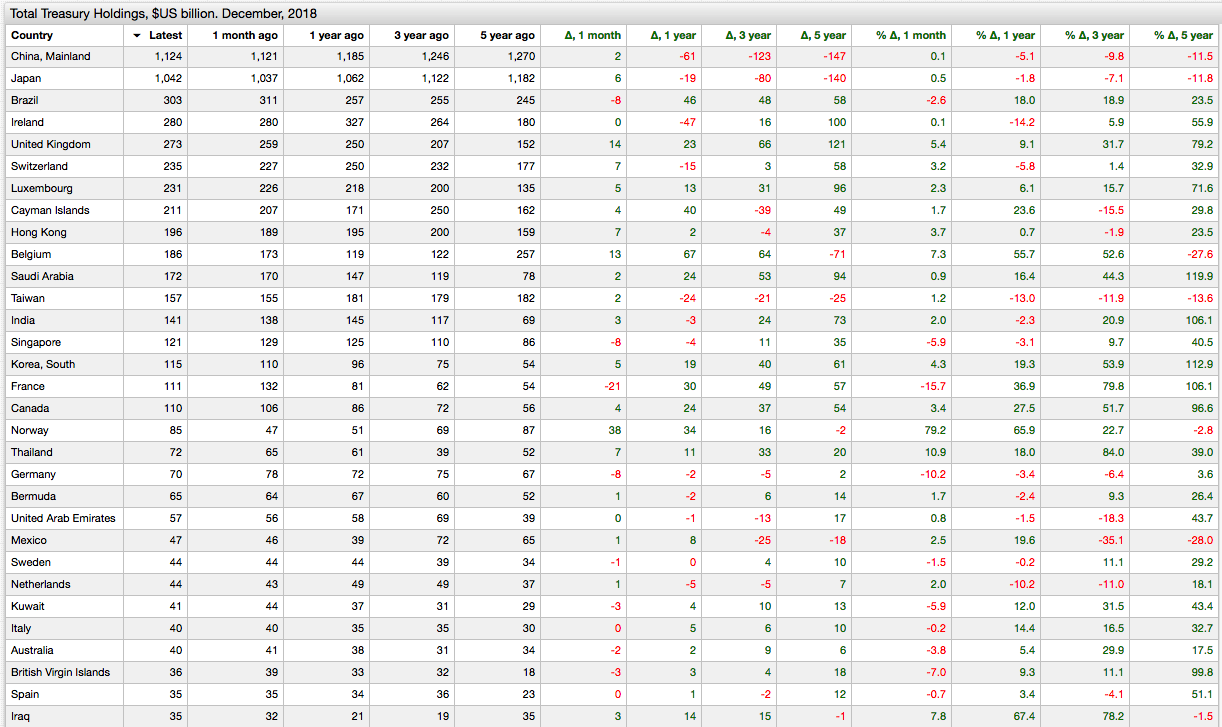 Total Treasury Holdings, $US billion. December, 2018
Country Latest 1 month ago 1 year ago 3 year ago 5 year ago Δ, 1 month Δ, 1 year Δ, 3 year Δ, 5 year % Δ, 1 month % Δ, 1 year % Δ, 3 year % Δ, 5 year
China, Mainland 1,124 1,121 1,185 1,246 1,270 2 -61 -123 -147 0.1 -5.1 -9.8 -11.5
Japan 1,042 1,037 1,062 1,122 1,182 6 -19 -80 -140 0.5 -1.8 -7.1 -11.8
Brazil 303 311 257 255 245 -8 46 48 58 -2.6 18.0 18.9 23.5
Ireland 280 280 327 264 180 0 -47 16 100 0.1 -14.2 5.9 55.9
United Kingdom 273 259 250 207 152 14 23 66 121 5.4 9.1 31.7 79.2
Switzerland 235 227 250 232 177 7 -15 3 58 3.2 -5.8 1.4 32.9
Luxembourg 231 226 218 200 135 5 13 31 96 2.3 6.1 15.7 71.6
Cayman Islands 211 207 171 250 162 4 40 -39 49 1.7 23.6 -15.5 29.8
Hong Kong 196 189 195 200 159 7 2 -4 37 3.7 0.7 -1.9 23.5
Belgium 186 173 119 122 257 13 67 64 -71 7.3 55.7 52.6 -27.6
Saudi Arabia 172 170 147 119 78 2 24 53 94 0.9 16.4 44.3 119.9
Taiwan 157 155 181 179 182 2 -24 -21 -25 1.2 -13.0 -11.9 -13.6
India 141 138 145 117 69 3 -3 24 73 2.0 -2.3 20.9 106.1
Singapore 121 129 125 110 86 -8 -4 11 35 -5.9 -3.1 9.7 40.5
Korea, South 115 110 96 75 54 5 19 40 61 4.3 19.3 53.9 112.9
France 111 132 81 62 54 -21 30 49 57 -15.7 36.9 79.8 106.1
Canada 110 106 86 72 56 4 24 37 54 3.4 27.5 51.7 96.6
Norway 85 47 51 69 87 38 34 16 -2 79.2 65.9 22.7 -2.8
Thailand 72 65 61 39 52 7 11 33 20 10.9 18.0 84.0 39.0
Germany 70 78 72 75 67 -8 -2 -5 2 -10.2 -3.4 -6.4 3.6
Bermuda 65 64 67 60 52 1 -2 6 14 1.7 -2.4 9.3 26.4
United Arab Emirates 57 56 58 69 39 0 -1 -13 17 0.8 -1.5 -18.3 43.7
Mexico 47 46 39 72 65 1 8 -25 -18 2.5 19.6 -35.1 -28.0
Sweden 44 44 44 39 34 -1 0 4 10 -1.5 -0.2 11.1 29.2
Netherlands 44 43 49 49 37 1 -5 -5 7 2.0 -10.2 -11.0 18.1
Kuwait 41 44 37 31 29 -3 4 10 13 -5.9 12.0 31.5 43.4
Italy 40 40 35 35 30 0 5 6 10 -0.2 14.4 16.5 32.7
Australia 40 41 38 31 34 -2 2 9 6 -3.8 5.4 29.9 17.5
British Virgin Islands 36 39 33 32 18 -3 3 4 18 -7.0 9.3 11.1 99.8
Spain 35 35 34 36 23 0 1 -2 12 -0.7 3.4 -4.1 51.1
Iraq 35 32 21 19 35 3 14 15 -1 7.8 67.4 78.2 -1.5